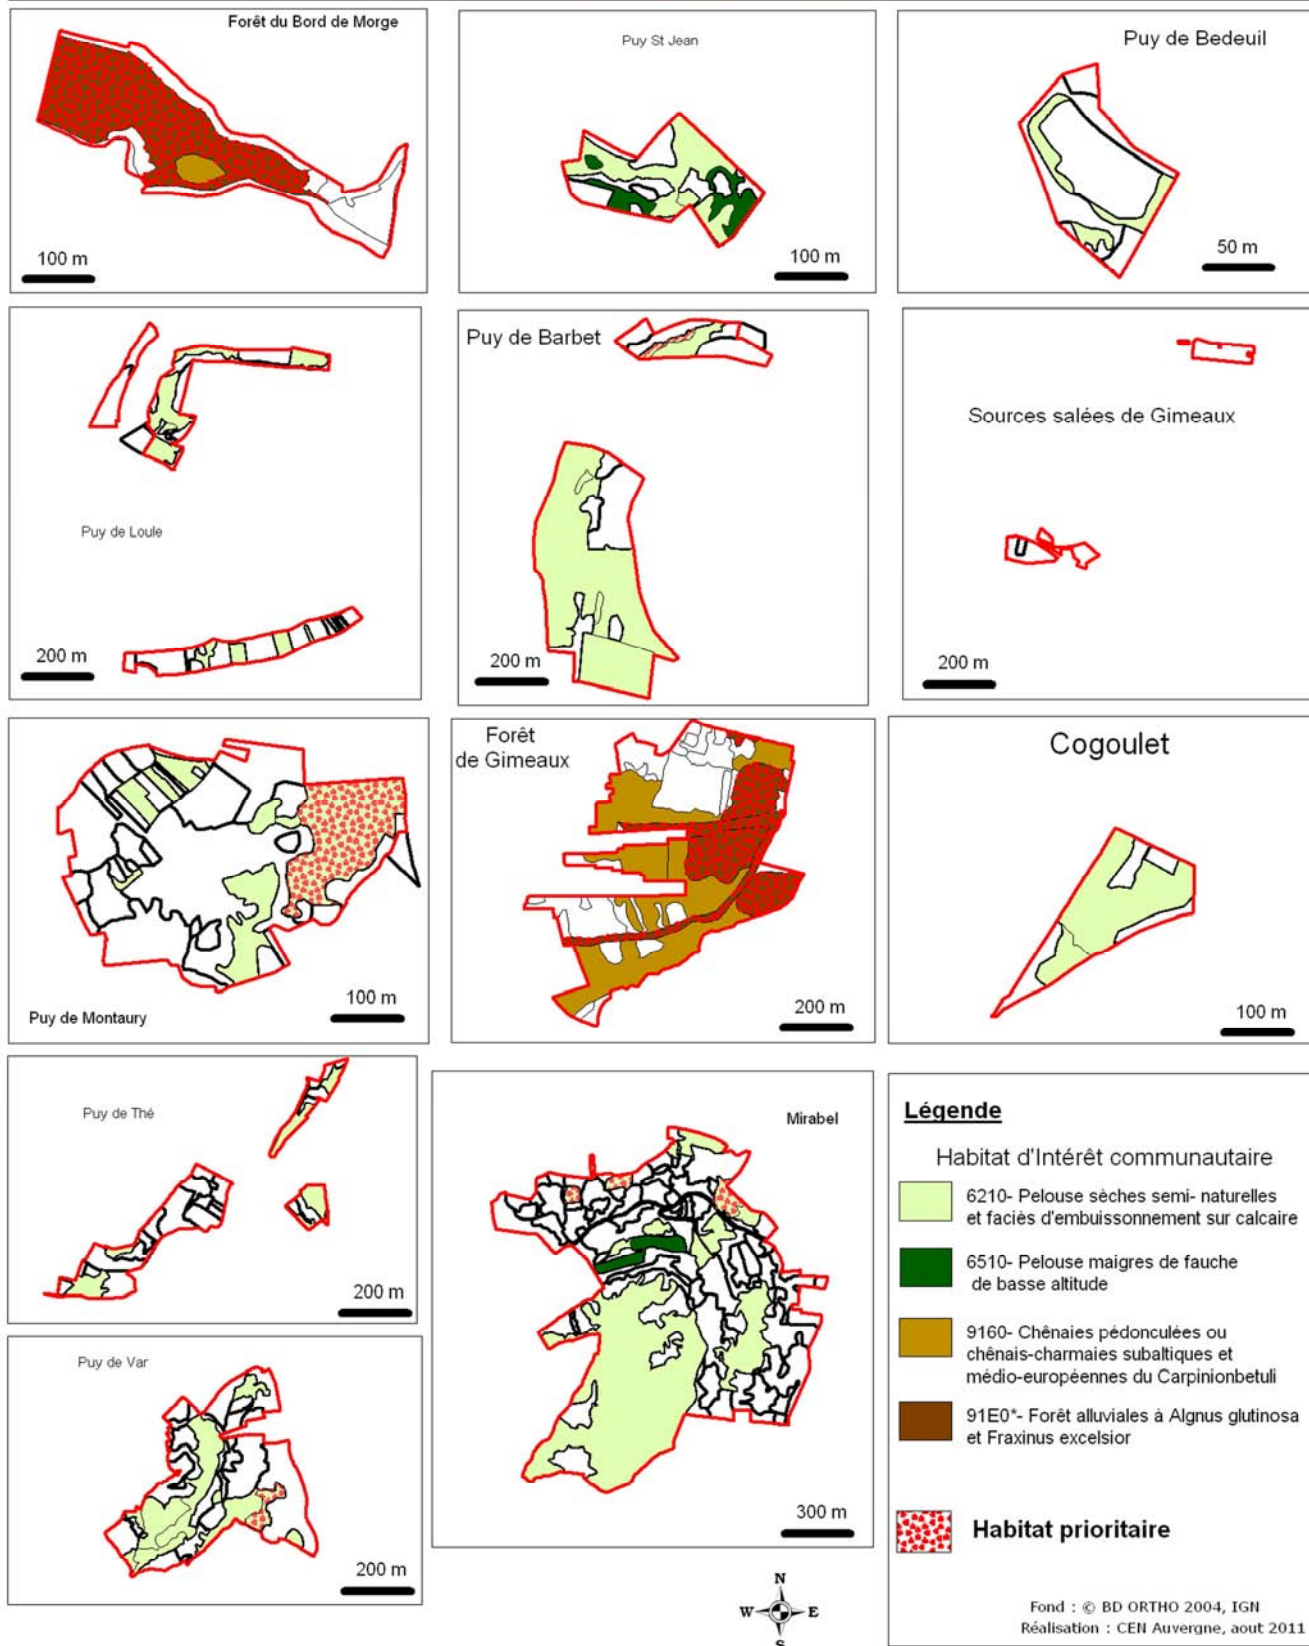 Forêt du Bord de Morge
100 m
Puy St Jean
100 m
Puy de Bedeuil
50 m
Puy de Loule
200 m
Puy de Barbet
200 m
Sources salées de Gimeaux
200 m
Puy de Montaury
100 m
Forêt
de Gimeaux
200 m
Cogoulet
100 m
Puy de Thé
200 m
Mirabel
300 m
Puy de Var
200 m
N
W E
S
Légende
Habitat d'Intérêt communautaire
6210- Pelouse sèches semi- naturelles
et faciès d'embuissonnement sur calcaire
6510- Pelouse maigres de fauche
de basse altitude
9160- Chênaies pédonculées ou
chênais-charmaies subaltiques et
médio-européennes du Carpinionbetuli
91E0*- Forêt alluviales à Algnus glutinosa
et Fraxinus excelsior
Habitat prioritaire
Fond : © BD ORTHO 2004, IGN
Réalisation : CEN Auvergne, aout 2011